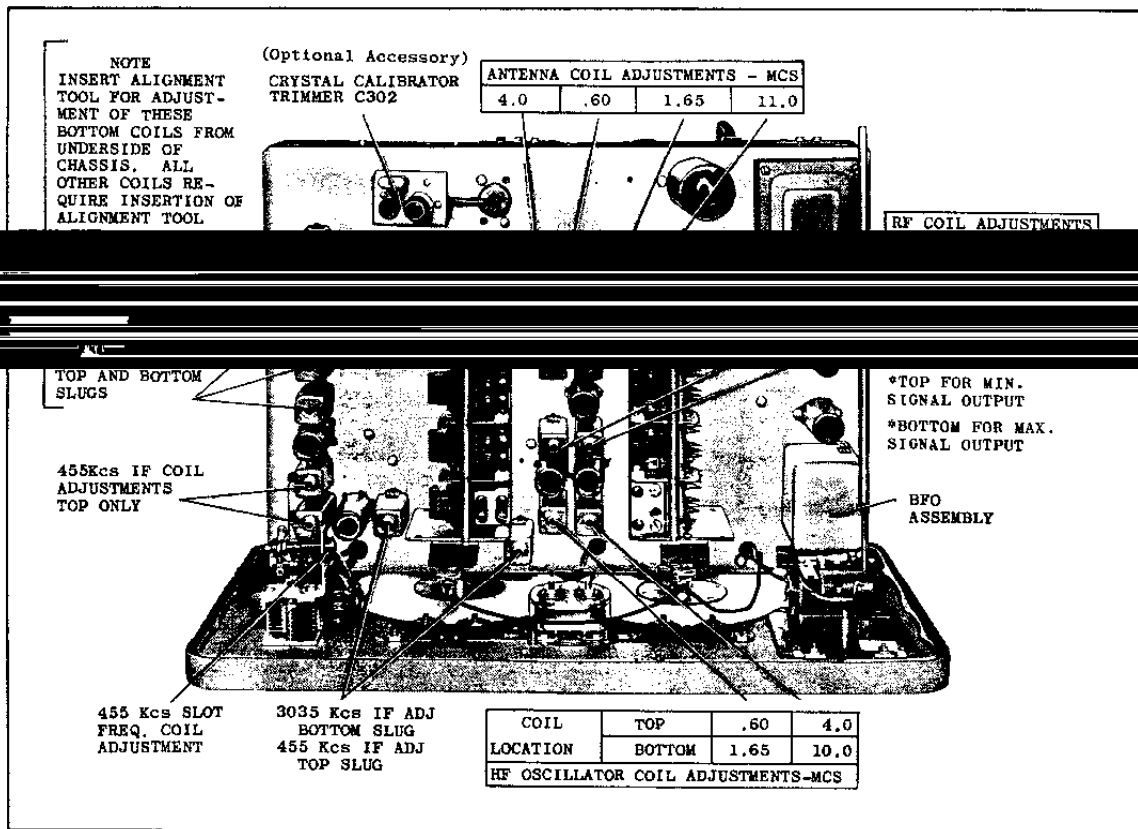 NOTE
INSERT ALIGNMENT
TOOL FOR ADJUST-
MENT OF THESE
BOTTOM COILS FROM
UNDERSIDE OF
CHASSIS. ALL
OTHER COILS RE-
QUIRE INSERTION OF
ALIGNMENT TOOL
(Optional Accessory)
CRYSTAL CALIBRATOR
TRIMMER C302
ANTENNA COIL ADJUSTMENTS - MCS
4.0 .60 1.65 11.0
RF COIL ADJUSTMENTS
TOP AND BOTTOM
SLUGS
*TOP FOR MIN.
SIGNAL OUTPUT
*BOTTOM FOR MAX.
SIGNAL OUTPUT
455Kcs IF COIL
ADJUSTMENTS
TOP ONLY
BFO
ASSEMBLY
455 Kcs SLOT
FREQ. COIL
ADJUSTMENT
3035 Kcs IF ADJ
BOTTOM SLUG
455 Kcs IF ADJ
TOP SLUG
COIL TOP .60 4.0
LOCATION BOTTOM 1.65 10.0
HF OSCILLATOR COIL ADJUSTMENTS-MCS